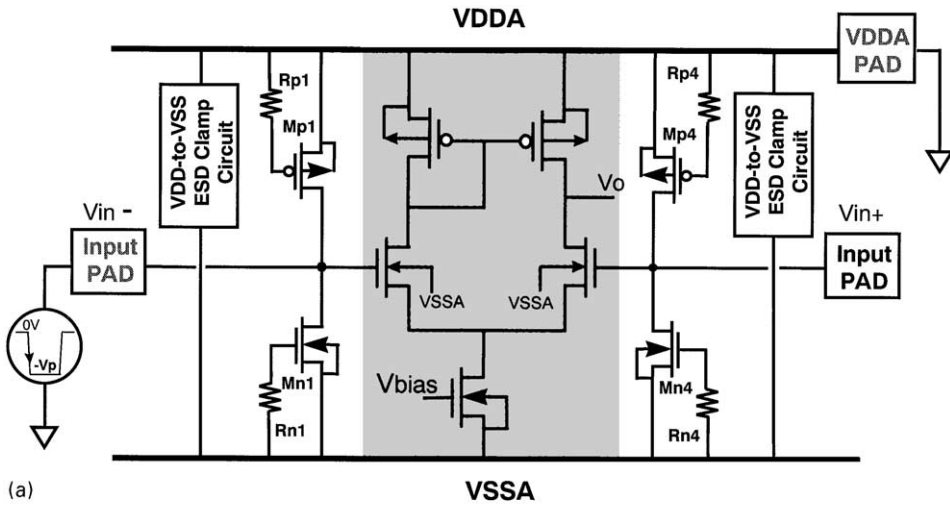 VDDA
VDDA
PAD
Rp1
Mp1
Rp4
Mp4
VDD-to-VSS
ESD Clamp
Circuit
VDD-to-VSS
ESD Clamp
Circuit
Vo
Vin -
Input
PAD
Vin+
Input
PAD
VSSA
VSSA
0V
-Vp
Mn1
Rn1
Vbias
Mn4
Rn4
(a)
VSSA